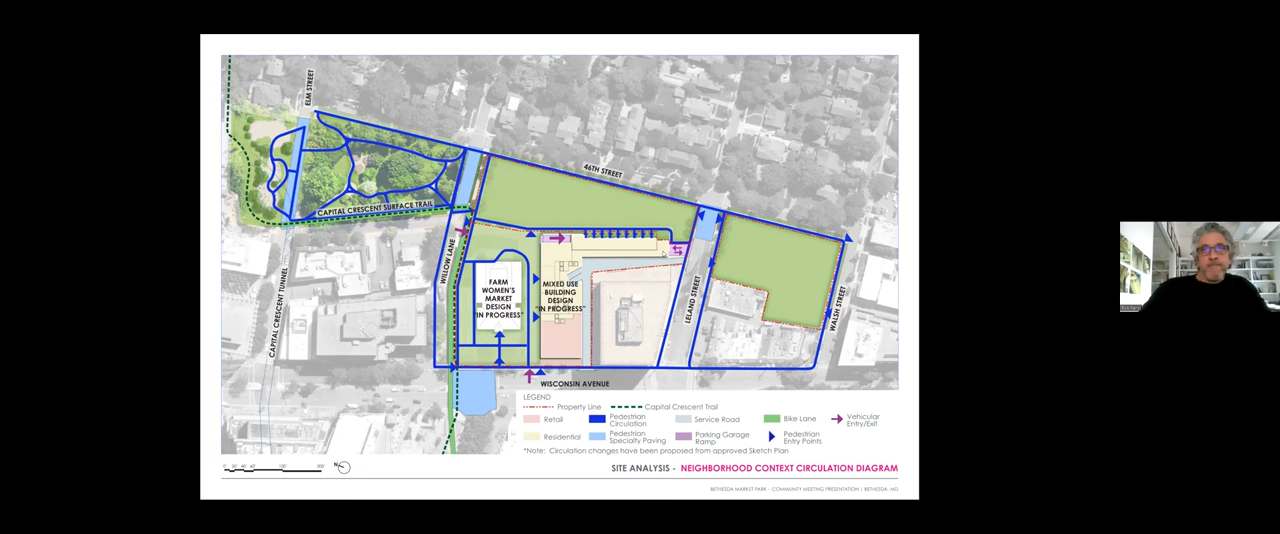 ELM STREET
46TH STREET
CAPITAL CRESCENT SURFACE TRAIL
WILLOW LANE
FARM
WOMEN'S
MARKET
DESIGN
"IN PROGRESS"
MIXED USE
BUILDING
DESIGN
"IN PROGRESS"
LELAND STREET
WALSH STREET
CAPITAL CRESCENT TUNNEL
WISCONSIN AVENUE
LEGEND
Property Line
Capital Crescent Trail
Retail
Pedestrian
Circulation
Service Road
Bike Lane
Vehicular
Entry/Exit
Residential
Pedestrian
Specialty Paving
Parking Garage
Ramp
Pedestrian
Entry Points
*Note: Circulation changes have been proposed from approved Sketch Plan
N
SITE ANALYSIS - NEIGHBORHOOD CONTEXT CIRCULATION DIAGRAM
BETHESDA MARKET PARK - COMMUNITY MEETING PRESENTATION | BETHESDA, MD